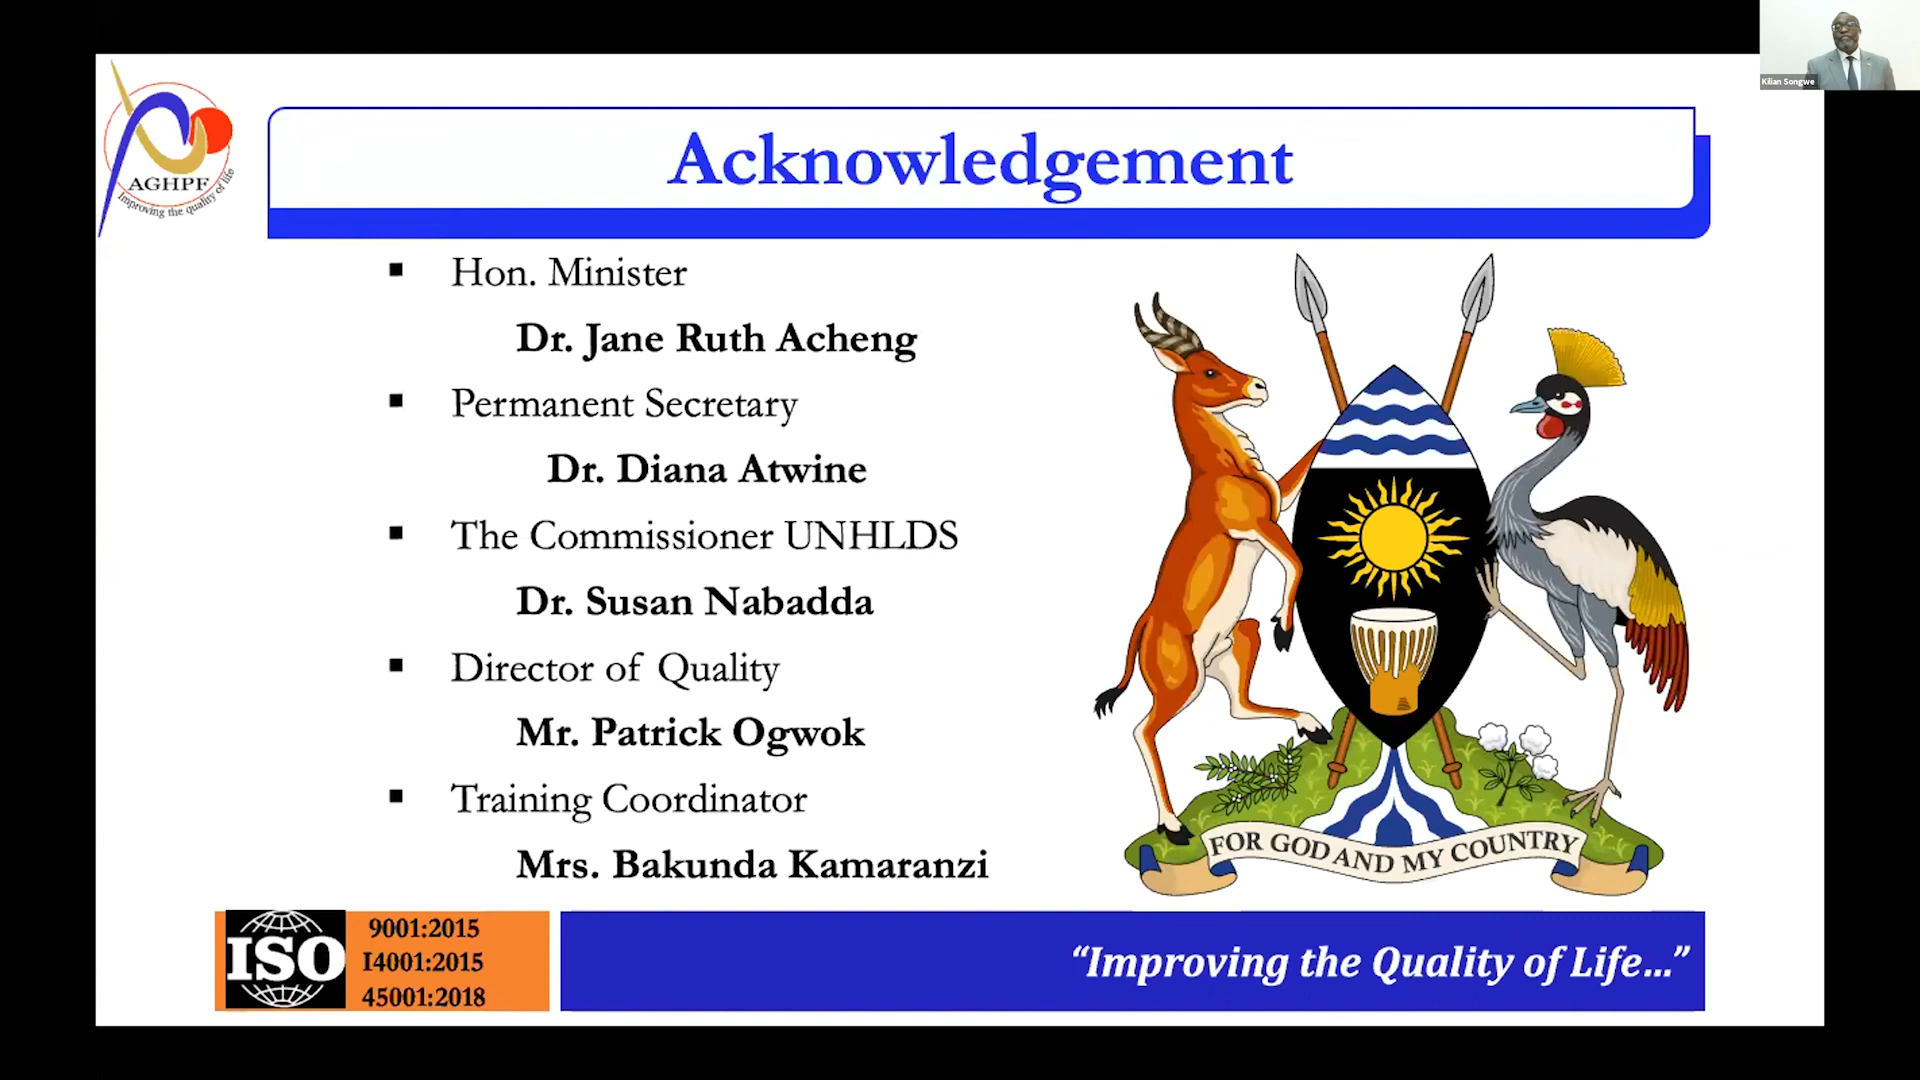 Kilian Songwe
AGHPF
Improving the quality of life
Acknowledgement
▪ Hon. Minister
Dr. Jane Ruth Acheng
▪ Permanent Secretary
Dr. Diana Atwine
▪ The Commissioner UNHLDS
Dr. Susan Nabadda
▪ Director of Quality
Mr. Patrick Ogwok
▪ Training Coordinator
Mrs. Bakunda Kamaranzi
FOR GOD AND MY COUNTRY
ISO
9001:2015
14001:2015
45001:2018
“Improving the Quality of Life...”